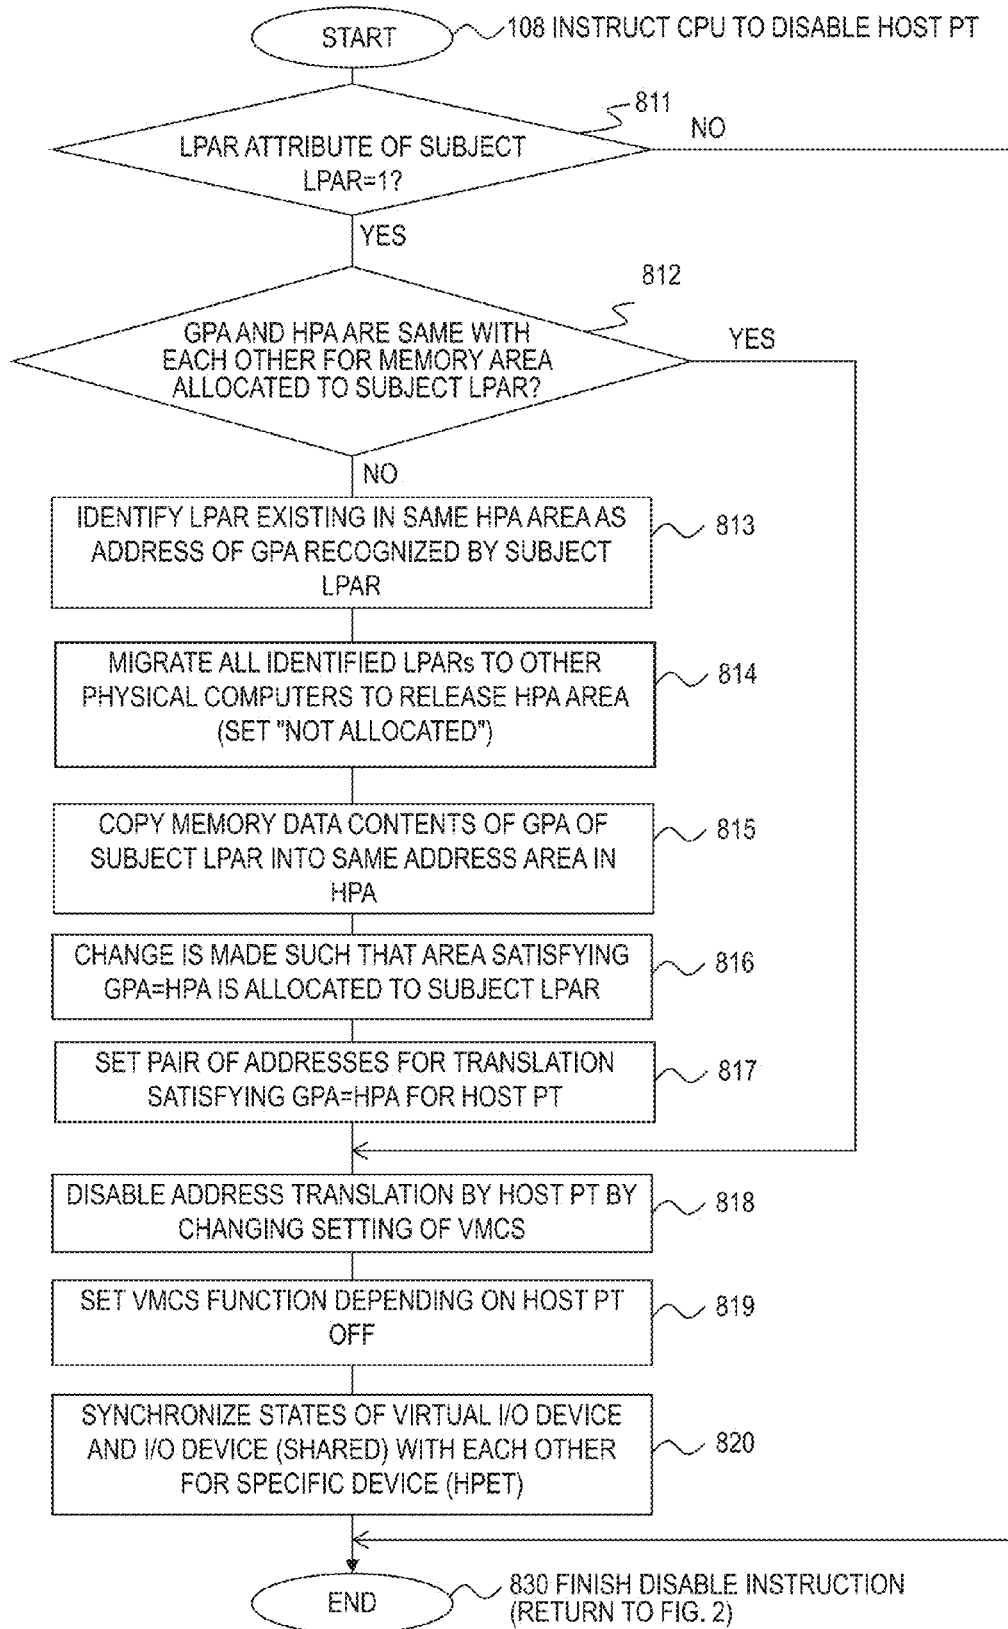 START
108 INSTRUCT CPU TO DISABLE HOST PT
811
LPAR ATTRIBUTE OF SUBJECT
LPAR=1?
NO
YES
812
GPA AND HPA ARE SAME WITH
EACH OTHER FOR MEMORY AREA
ALLOCATED TO SUBJECT LPAR?
YES
NO
IDENTIFY LPAR EXISTING IN SAME HPA AREA AS
ADDRESS OF GPA RECOGNIZED BY SUBJECT
LPAR
813
MIGRATE ALL IDENTIFIED LPARs TO OTHER
PHYSICAL COMPUTERS TO RELEASE HPA AREA
(SET "NOT ALLOCATED")
814
COPY MEMORY DATA CONTENTS OF GPA OF
SUBJECT LPAR INTO SAME ADDRESS AREA IN
HPA
815
CHANGE IS MADE SUCH THAT AREA SATISFYING
GPA=HPA IS ALLOCATED TO SUBJECT LPAR
816
SET PAIR OF ADDRESSES FOR TRANSLATION
SATISFYING GPA=HPA FOR HOST PT
817
DISABLE ADDRESS TRANSLATION BY HOST PT BY
CHANGING SETTING OF VMCS
818
SET VMCS FUNCTION DEPENDING ON HOST PT
OFF
819
SYNCHRONIZE STATES OF VIRTUAL I/O DEVICE
AND I/O DEVICE (SHARED) WITH EACH OTHER
FOR SPECIFIC DEVICE (HPET)
820
END
830 FINISH DISABLE INSTRUCTION
(RETURN TO FIG. 2)